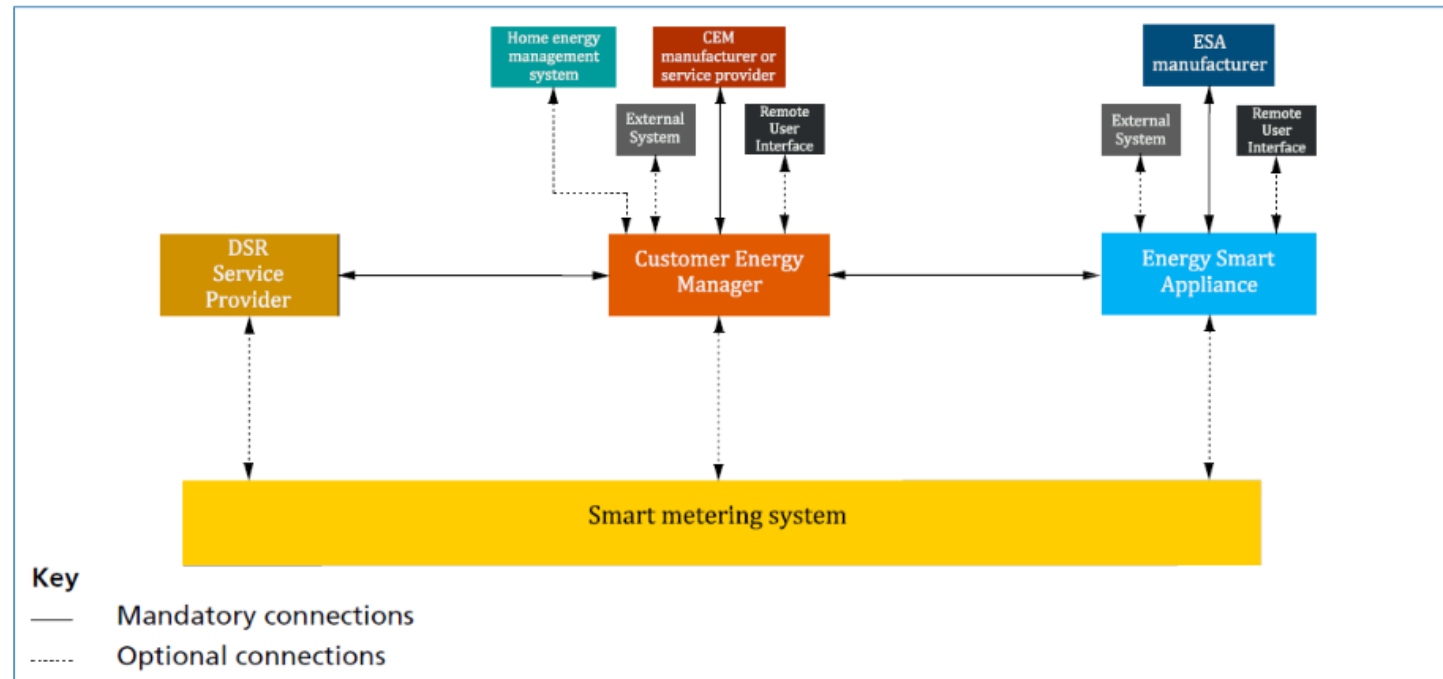 Home energy
management
system
CEM
manufacturer or
service provider
ESA
manufacturer
External
System
Remote
User
Interface
External
System
Remote
User
Interface
DSR
Service
Provider
Customer Energy
Manager
Energy Smart
Appliance
Smart metering system
Key
Mandatory connections
Optional connections